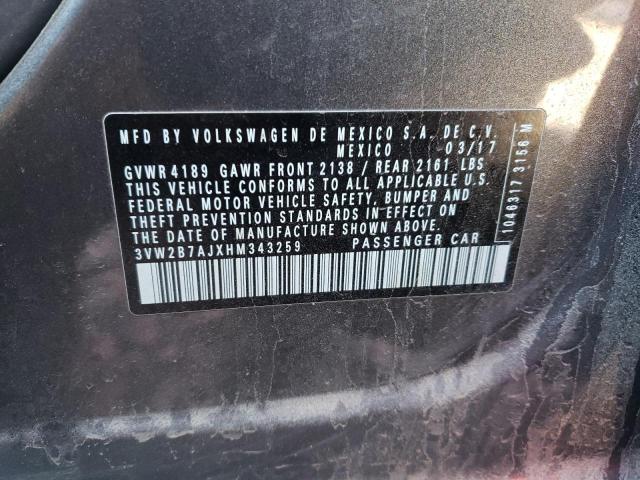 MFD BY VOLKSWAGEN DE MEXICO S.A. DE C.V.
MEXICO 03/17
GVWR 4189 GAWR FRONT 2138 / REAR 2161 LBS
THIS VEHICLE CONFORMS TO ALL APPLICABLE U.S.
FEDERAL MOTOR VEHICLE SAFETY, BUMPER AND
THEFT PREVENTION STANDARDS IN EFFECT ON
THE DATE OF MANUFACTURE SHOWN ABOVE.
3VW2B7AJXHM343259 PASSENGER CAR
1046317 3156 M